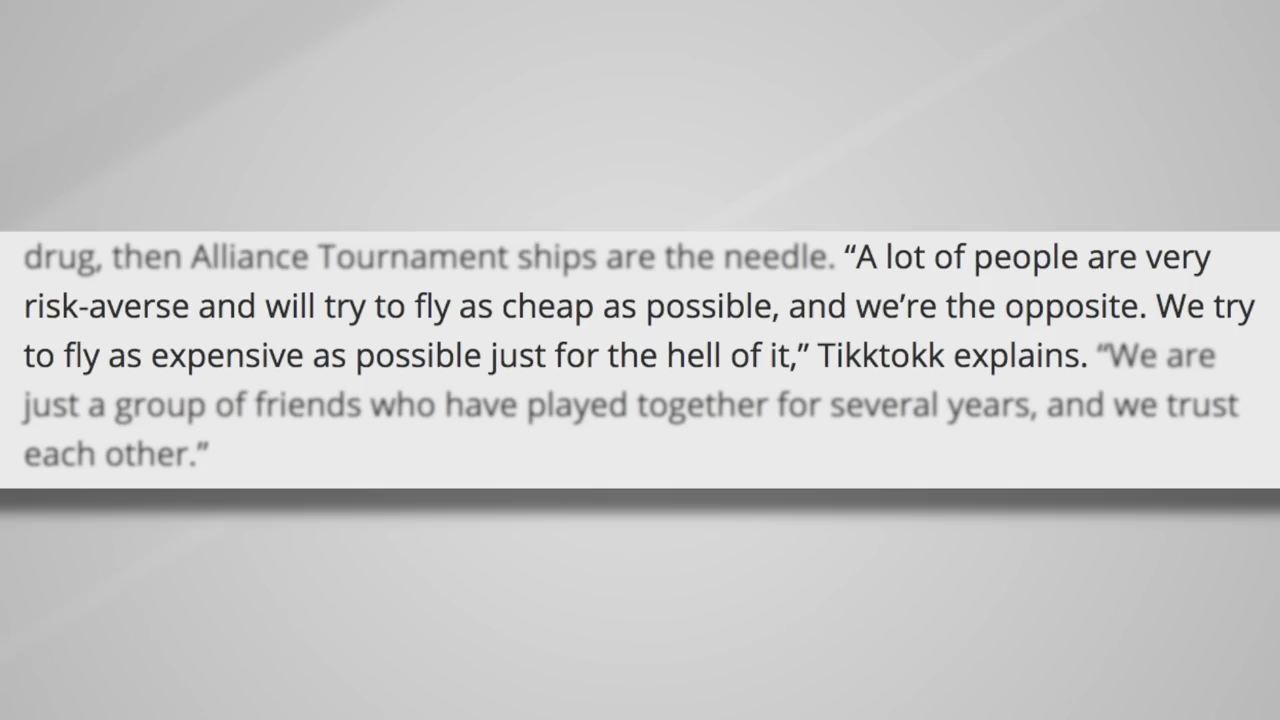 drug, then Alliance Tournament ships are the needle. “A lot of people are very
risk-averse and will try to fly as cheap as possible, and we’re the opposite. We try
to fly as expensive as possible just for the hell of it,” Tikktokk explains. “We are
just a group of friends who have played together for several years, and we trust
each other.”